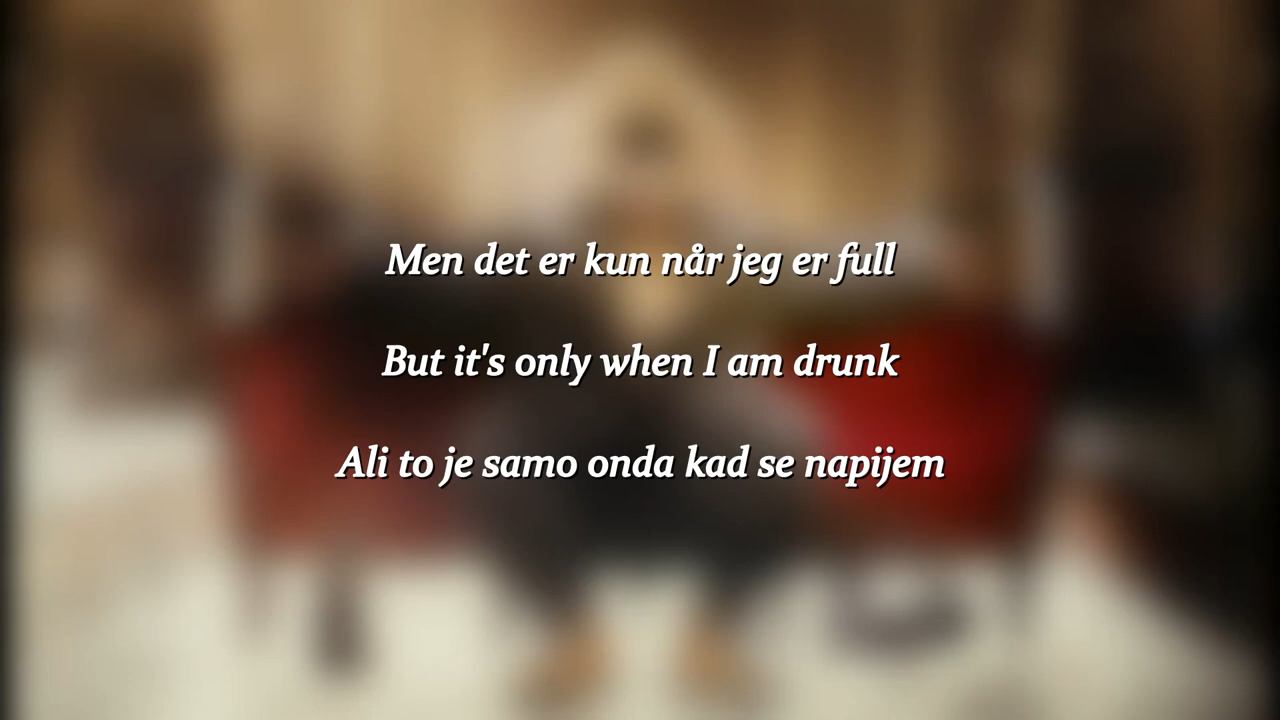 Men det er kun når jeg er full
But it's only when I am drunk
Ali to je samo onda kad se napijem